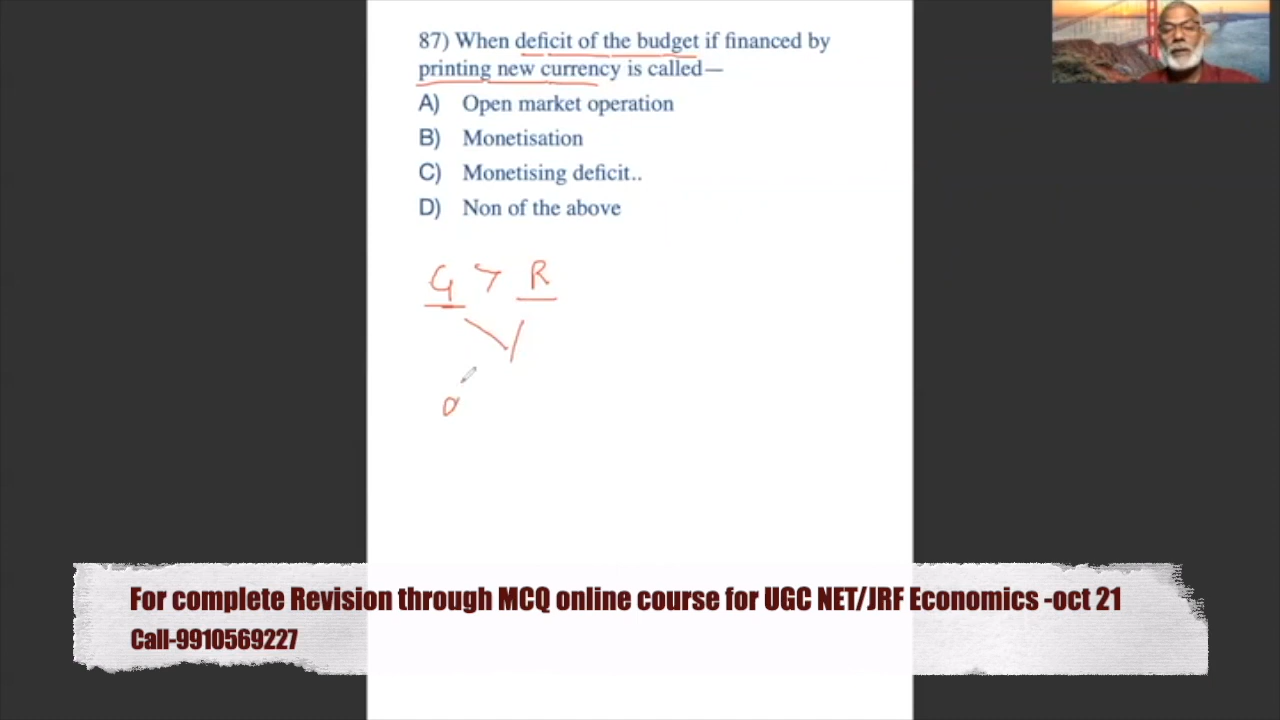 87) When deficit of the budget if financed by
printing new currency is called—
A) Open market operation
B) Monetisation
C) Monetising deficit..
D) Non of the above
G > R
For complete Revision through MCQ online course for UGC NET/JRF Economics -oct 21
Call-9910569227